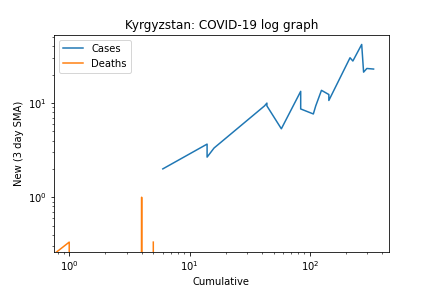 Kyrgyzstan: COVID-19 log graph
Cases
Deaths
New (3 day SMA)
10¹
10⁰
10⁰ 10¹ 10²
Cumulative